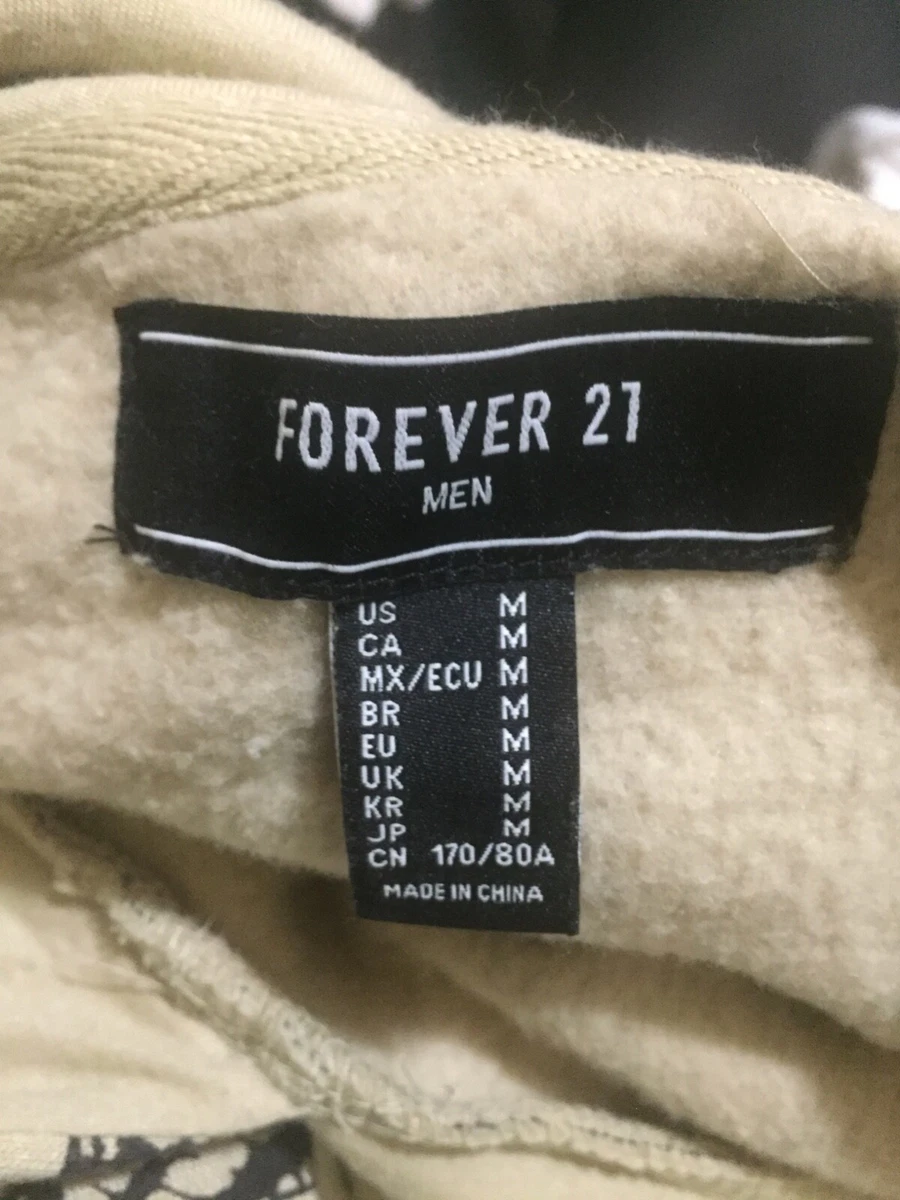 FOREVER 21
MEN
US M
CA M
MX/ECU M
BR M
EU M
UK M
KR M
JP M
CN 170/80A
MADE IN CHINA